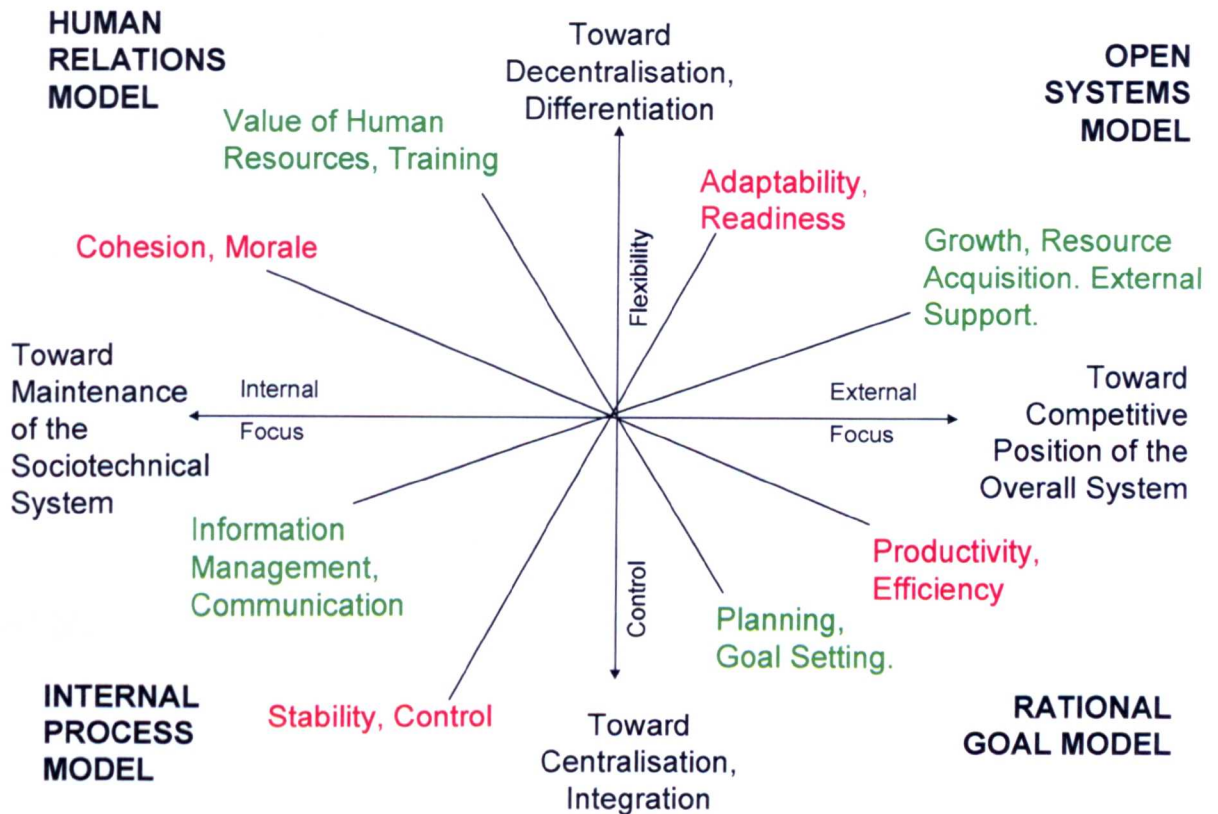 HUMAN
RELATIONS
MODEL
Toward
Decentralisation,
Differentiation
OPEN
SYSTEMS
MODEL
Value of Human
Resources, Training
Adaptability,
Readiness
Cohesion, Morale
Flexibility
Growth, Resource
Acquisition. External
Support.
Toward
Maintenance
of the
Sociotechnical
System
Internal
Focus
External
Focus
Toward
Competitive
Position of the
Overall System
Information
Management,
Communication
Control
Productivity,
Efficiency
Planning,
Goal Setting.
INTERNAL
PROCESS
MODEL
Stability, Control
Toward
Centralisation,
Integration
RATIONAL
GOAL MODEL